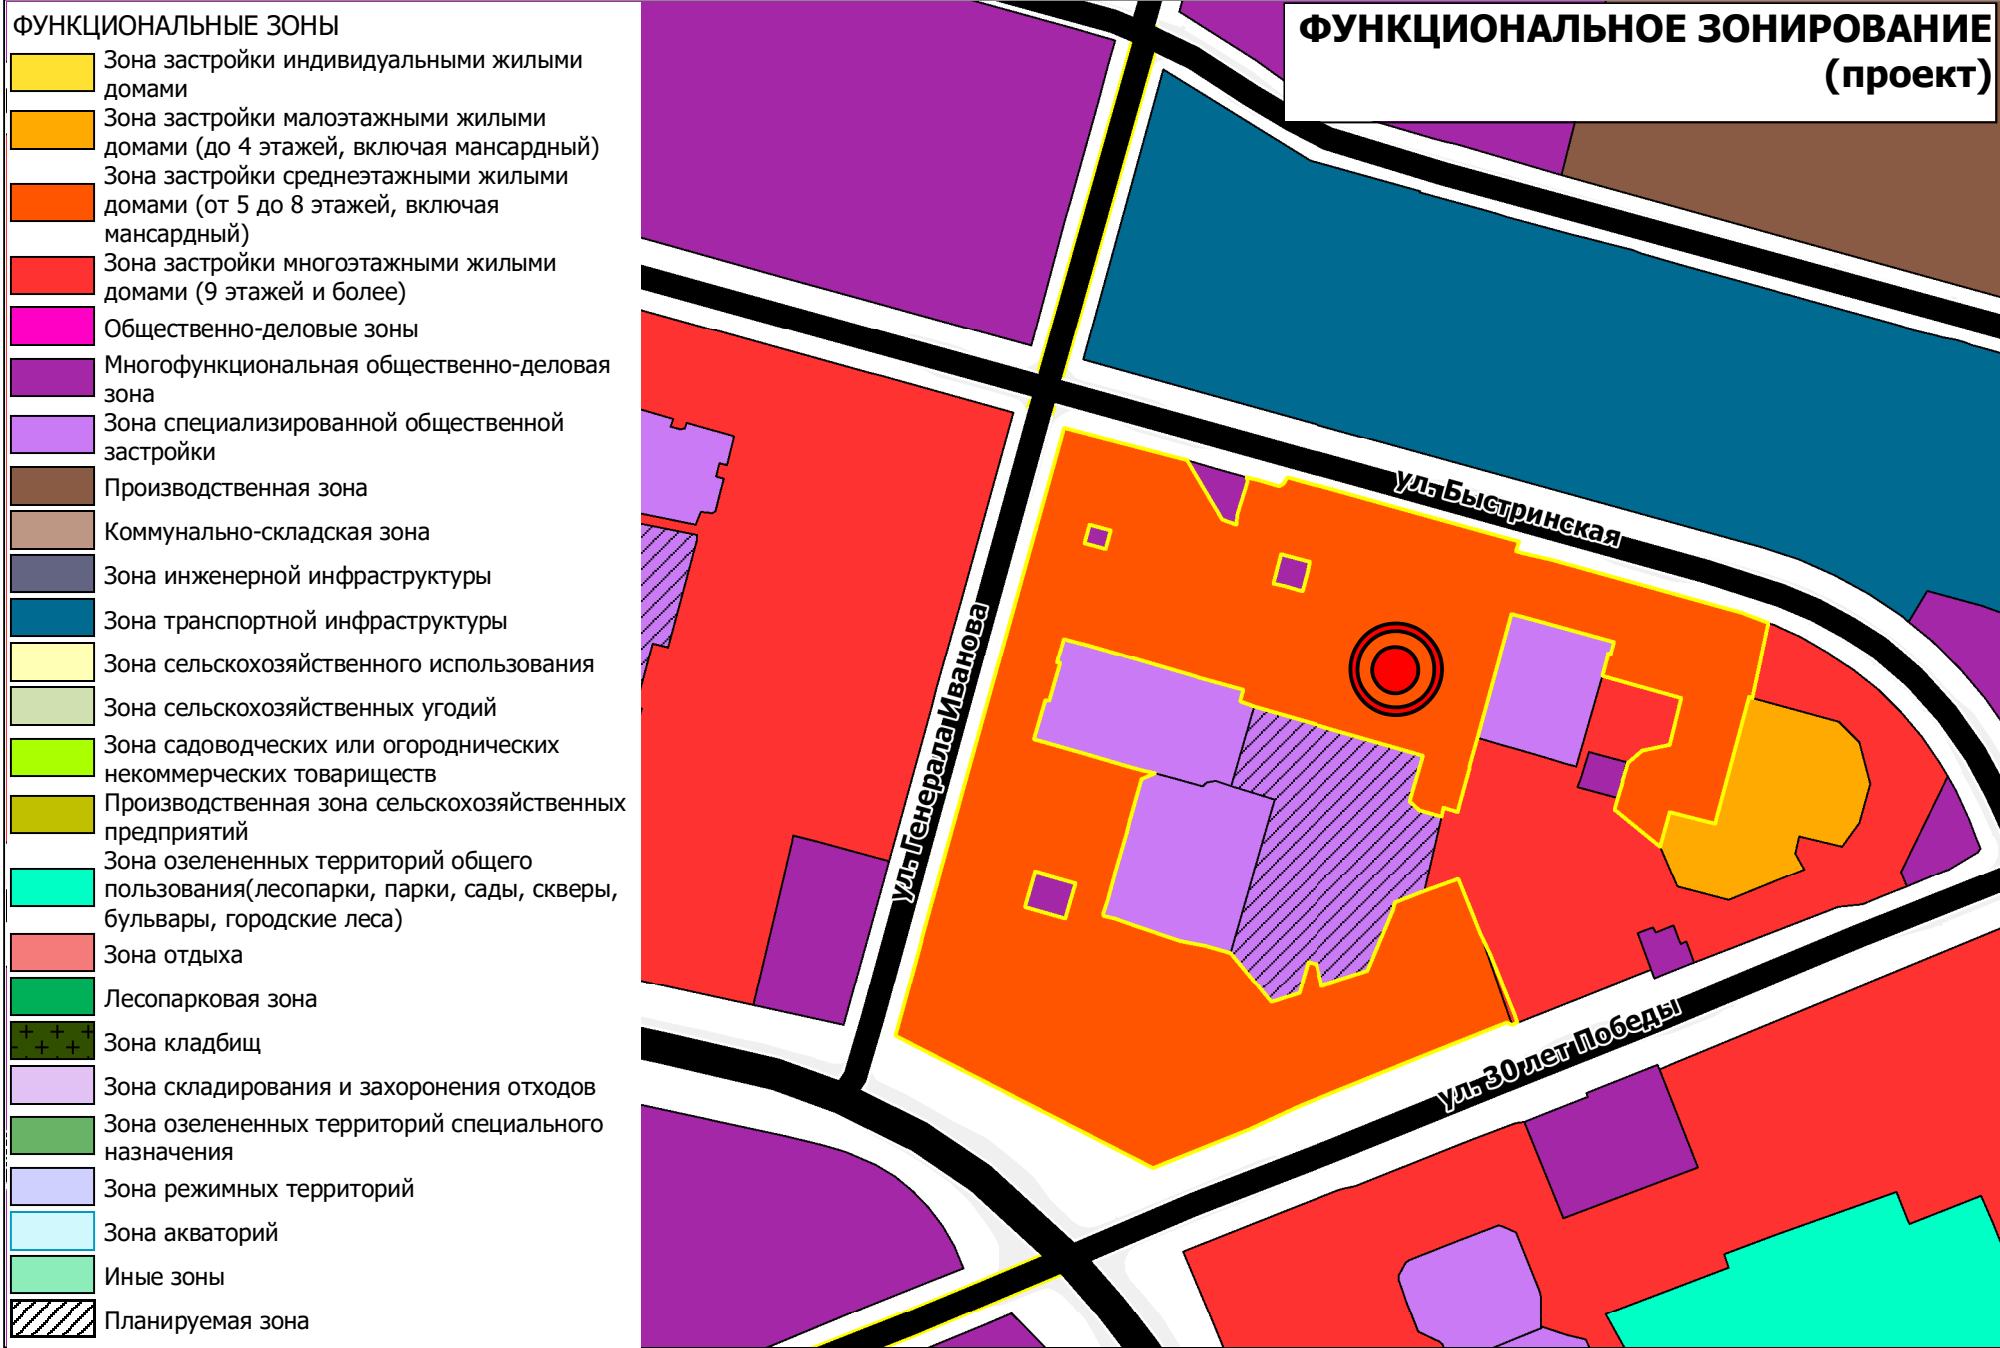 ФУНКЦИОНАЛЬНЫЕ ЗОНЫ
Зона застройки индивидуальными жилыми
домами
Зона застройки малоэтажными жилыми
домами (до 4 этажей, включая мансардный)
Зона застройки среднеэтажными жилыми
домами (от 5 до 8 этажей, включая
мансардный)
Зона застройки многоэтажными жилыми
домами (9 этажей и более)
Общественно-деловые зоны
Многофункциональная общественно-деловая
зона
Зона специализированной общественной
застройки
Производственная зона
Коммунально-складская зона
Зона инженерной инфраструктуры
Зона транспортной инфраструктуры
Зона сельскохозяйственного использования
Зона сельскохозяйственных угодий
Зона садоводческих или огороднических
некоммерческих товариществ
Производственная зона сельскохозяйственных
предприятий
Зона озелененных территорий общего
пользования(лесопарки, парки, сады, скверы,
бульвары, городские леса)
Зона отдыха
Лесопарковая зона
Зона кладбищ
Зона складирования и захоронения отходов
Зона озелененных территорий специального
назначения
Зона режимных территорий
Зона акваторий
Иные зоны
Планируемая зона
ФУНКЦИОНАЛЬНОЕ ЗОНИРОВАНИЕ
(проект)
ул. Быстринская
ул. Генерала Иванова
ул. 30 лет Победы